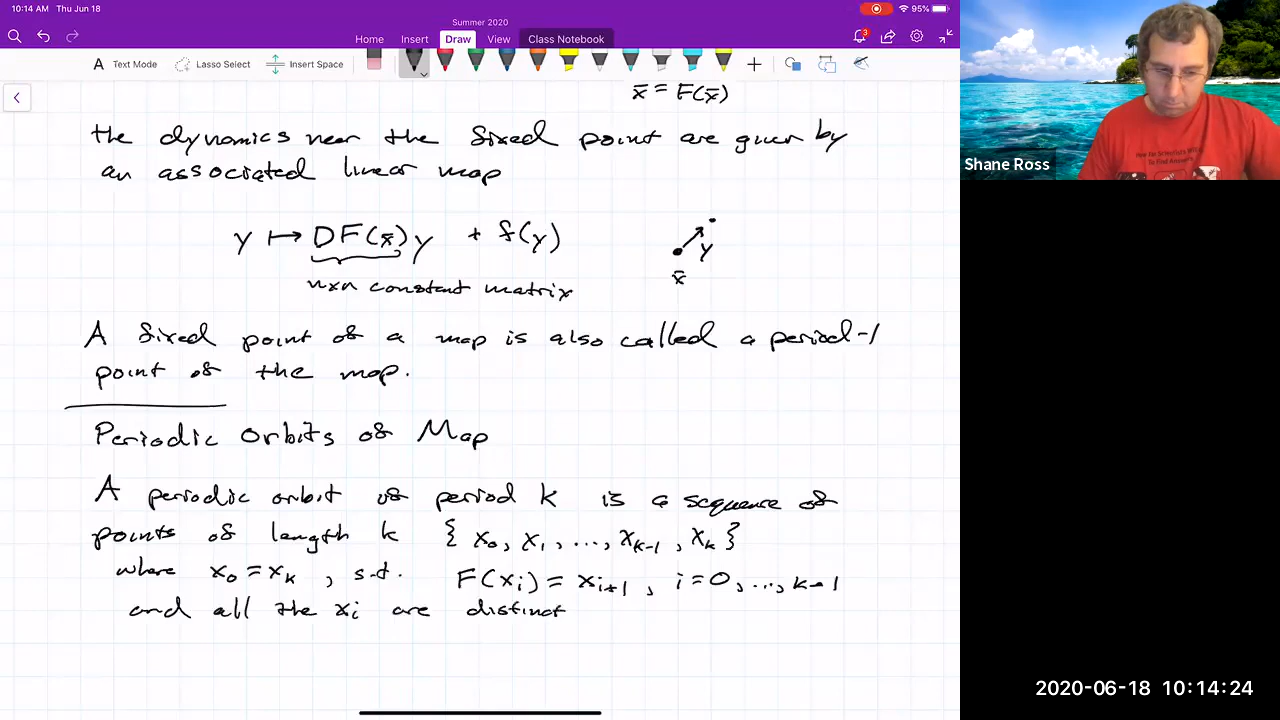 10:14 AM Thu Jun 18
95%
Summer 2020
Home Insert Draw View Class Notebook
3
A Text Mode Lasso Select Insert Space
x̄ = F(x̄)
the dynamics near the fixed point are given by
an associated linear map
y ↦ DF(x̄)y + f(y)
y
x̄
n×n constant matrix
A fixed point of a map is also called a period-1
point of the map.
Periodic Orbits of Map
A periodic orbit of period k is a sequence of
points of length k { x₀, x₁, ..., xₖ₋₁, xₖ }
where x₀ = xₖ, s.t. F(xᵢ) = xᵢ₊₁, i=0, ..., k-1
and all the xᵢ are distinct
Shane Ross
2020-06-18 10:14:24